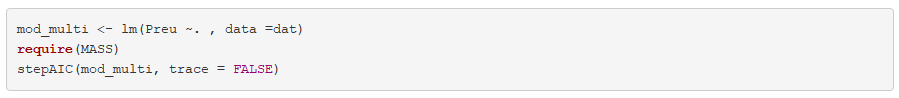 mod_multi <- lm(Preu ~. , data =dat)
require(MASS)
stepAIC(mod_multi, trace = FALSE)